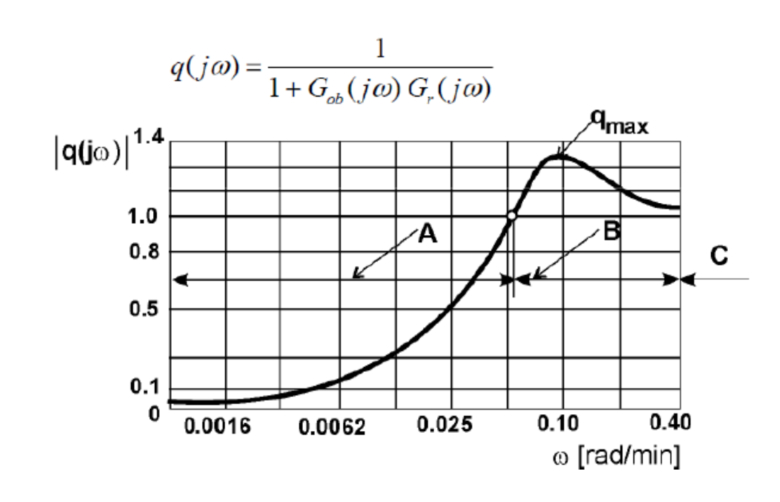 q(jω) = 1 / (1 + G_ob(jω) G_r(jω))
q_max
|q(jω)|
1.4
1.0
A
B
0.8
C
0.5
0.1
0
0.0016 0.0062 0.025 0.10 0.40
ω [rad/min]